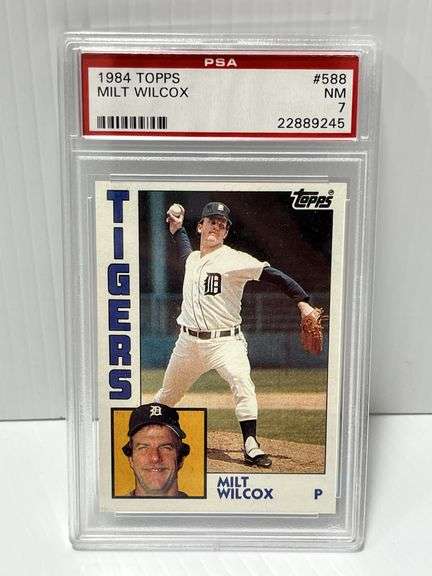 PSA
1984 TOPPS #588
MILT WILCOX NM
7
22889245
topps®
TIGERS
D
D
MILT
WILCOX P